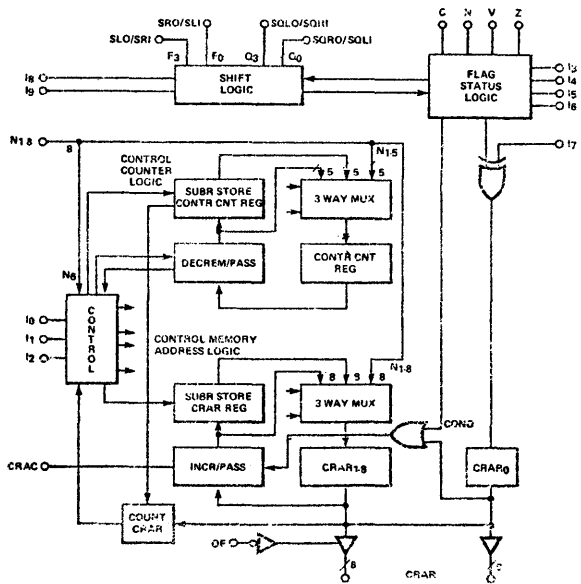 C N V Z
SRO/SLI SQLO/SQRI
SLO/SRI SQRO/SQLI
F3 F0 Q3 Q0
I8
I9
SHIFT
LOGIC
FLAG
STATUS
LOGIC
I3
I4
I5
I6
I7
N1-8
8
N1-5
CONTROL
COUNTER
LOGIC
5 5 5
SUBR STORE
CONTR CNT REG
3 WAY MUX
DECREM/PASS
CONTR CNT
REG
N6
I0
I1
I2
CONTROL
CONTROL MEMORY
ADDRESS LOGIC
N1-8
8 8 8
SUBR STORE
CRAR REG
3 WAY MUX
COND
CRAC
INCR/PASS
CRAR1-8
CRAR0
COUNT
CRAR
OE
8
CRAR